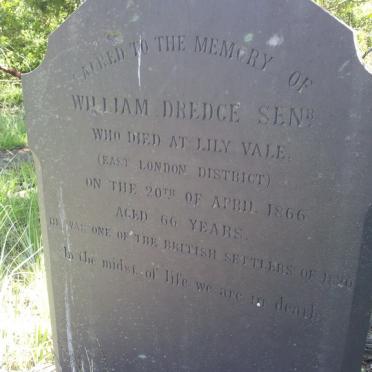 SACRED TO THE MEMORY OF
WILLIAM DREDGE SENR.
WHO DIED AT LILY VALE,
(EAST LONDON DISTRICT)
ON THE 20TH OF APRIL 1866
AGED 66 YEARS.
HE WAS ONE OF THE BRITISH SETTLERS OF 1820
In the midst of life we are in death.